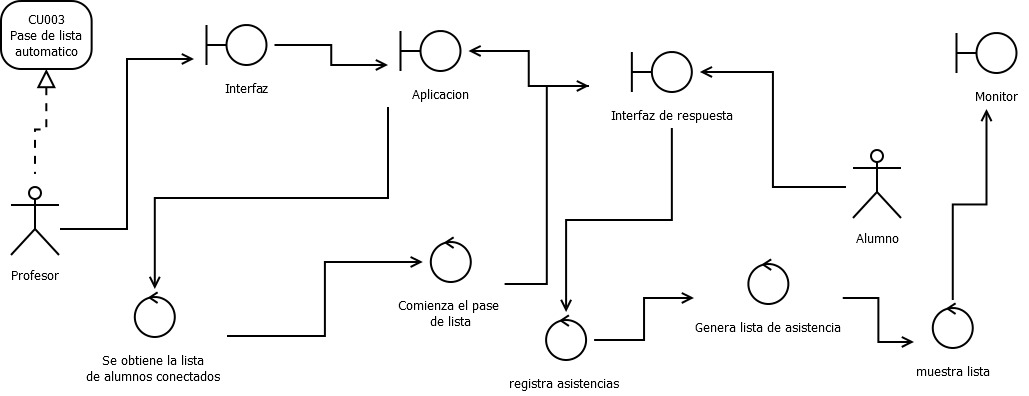 CU003
Pase de lista
automatico
Interfaz
Aplicacion
Interfaz de respuesta
Monitor
Profesor
Alumno
Comienza el pase
de lista
Genera lista de asistencia
Se obtiene la lista
de alumnos conectados
registra asistencias
muestra lista